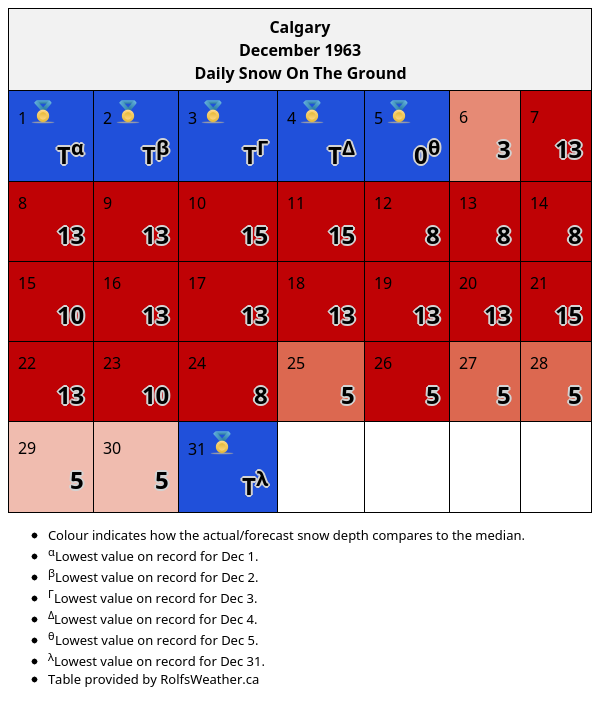 Calgary
December 1963
Daily Snow On The Ground
1 2 3 4 5 6 7
Tα Tβ TΓ TΔ 0θ 3 13
8 9 10 11 12 13 14
13 13 15 15 8 8 8
15 16 17 18 19 20 21
10 13 13 13 13 13 15
22 23 24 25 26 27 28
13 10 8 5 5 5 5
29 30 31
5 5 Tλ
• Colour indicates how the actual/forecast snow depth compares to the median.
• αLowest value on record for Dec 1.
• βLowest value on record for Dec 2.
• ΓLowest value on record for Dec 3.
• ΔLowest value on record for Dec 4.
• θLowest value on record for Dec 5.
• λLowest value on record for Dec 31.
• Table provided by RolfsWeather.ca